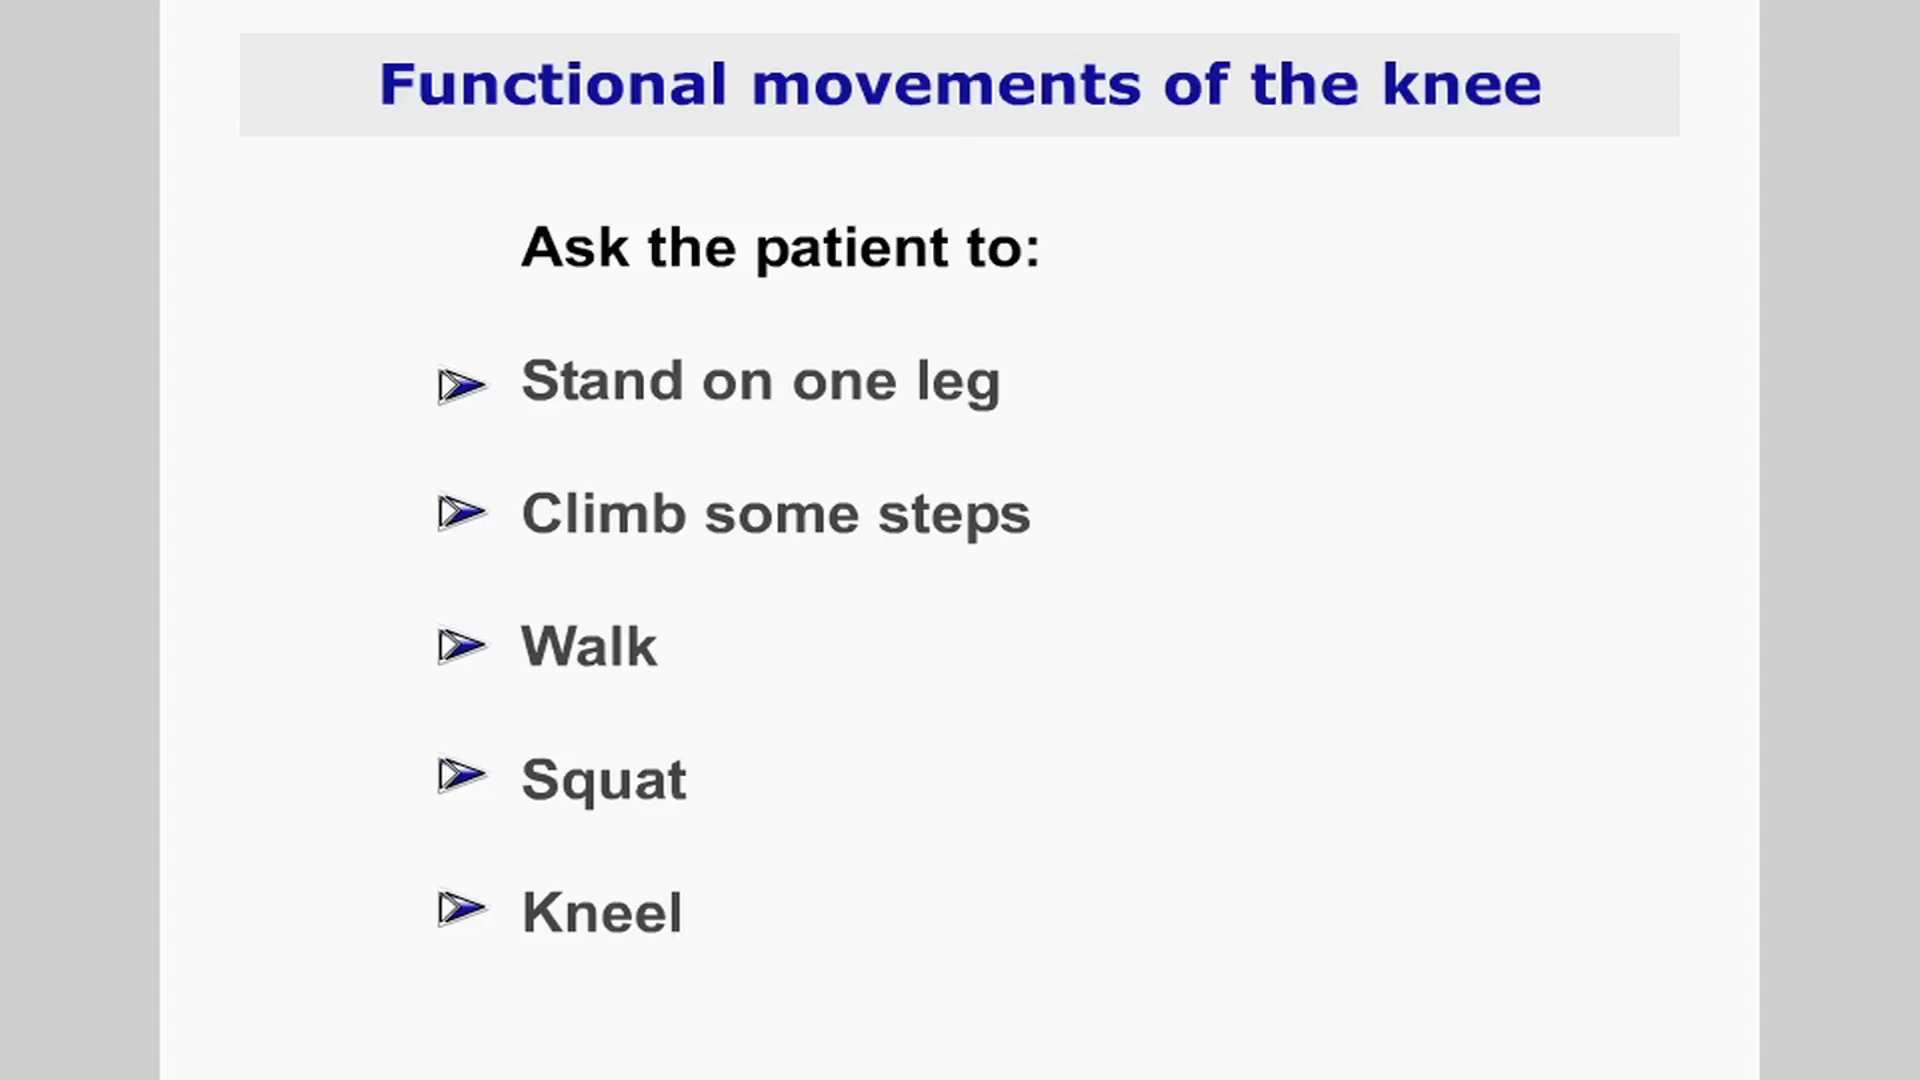 Functional movements of the knee
Ask the patient to:
Stand on one leg
Climb some steps
Walk
Squat
Kneel